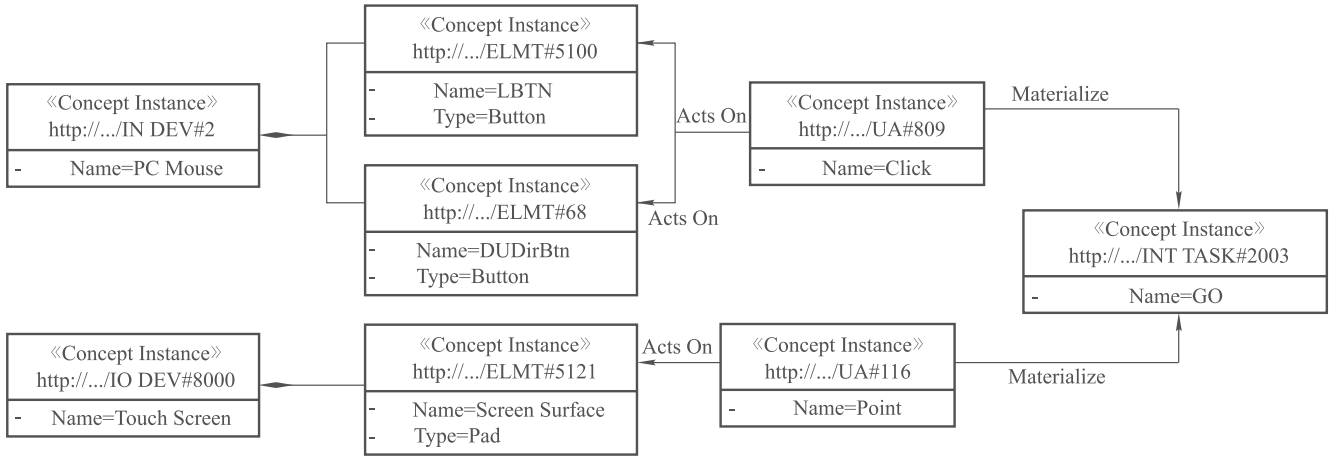 《Concept Instance》
http://.../IN DEV#2
- Name=PC Mouse
《Concept Instance》
http://.../ELMT#5100
- Name=LBTN
- Type=Button
《Concept Instance》
http://.../ELMT#68
- Name=DUDirBtn
- Type=Button
Acts On
Acts On
《Concept Instance》
http://.../UA#809
- Name=Click
Materialize
《Concept Instance》
http://.../INT TASK#2003
- Name=GO
《Concept Instance》
http://.../IO DEV#8000
- Name=Touch Screen
《Concept Instance》
http://.../ELMT#5121
- Name=Screen Surface
- Type=Pad
Acts On
《Concept Instance》
http://.../UA#116
- Name=Point
Materialize